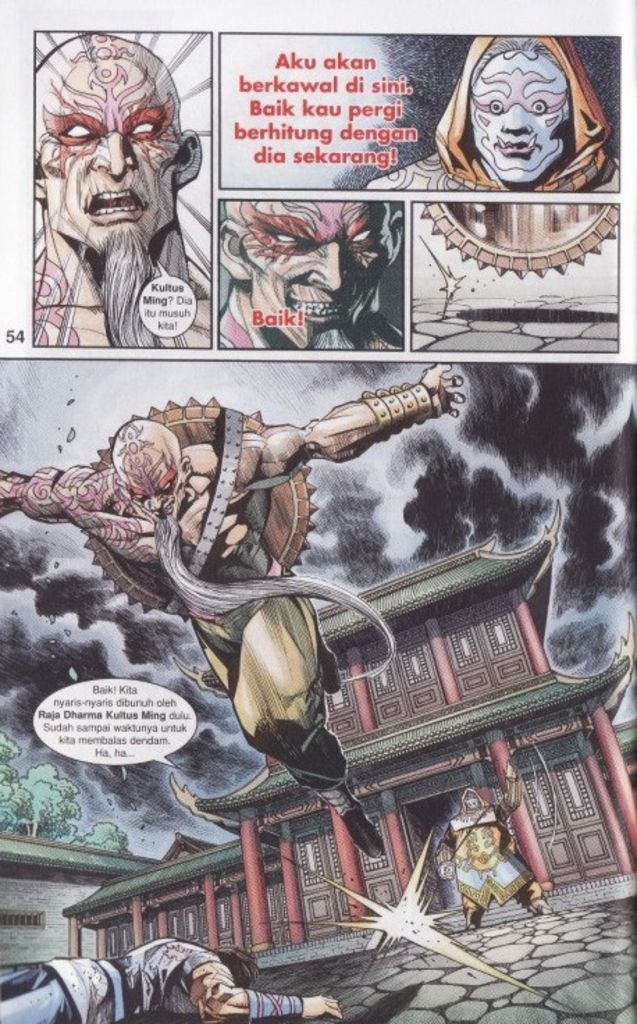 Kultus
Ming? Dia
itu musuh
kita!
Aku akan
berkawal di sini.
Baik kau pergi
berhitung dengan
dia sekarang!
Baik!
54
Baik! Kita
nyaris-nyaris dibunuh oleh
Raja Dharma Kultus Ming dulu.
Sudah sampai waktunya untuk
kita membalas dendam.
Ha, ha...